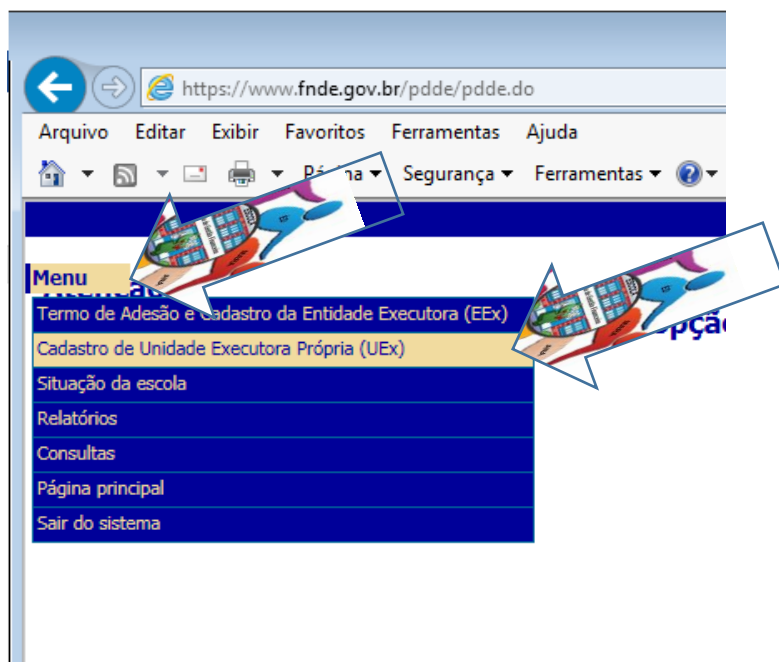 https://www.fnde.gov.br/pdde/pdde.do
Arquivo Editar Exibir Favoritos Ferramentas Ajuda
Segurança Ferramentas
Menu
Termo de Adesão e Cadastro da Entidade Executora (EEx)
Cadastro de Unidade Executora Própria (UEx)
Situação da escola
Relatórios
Consultas
Página principal
Sair do sistema